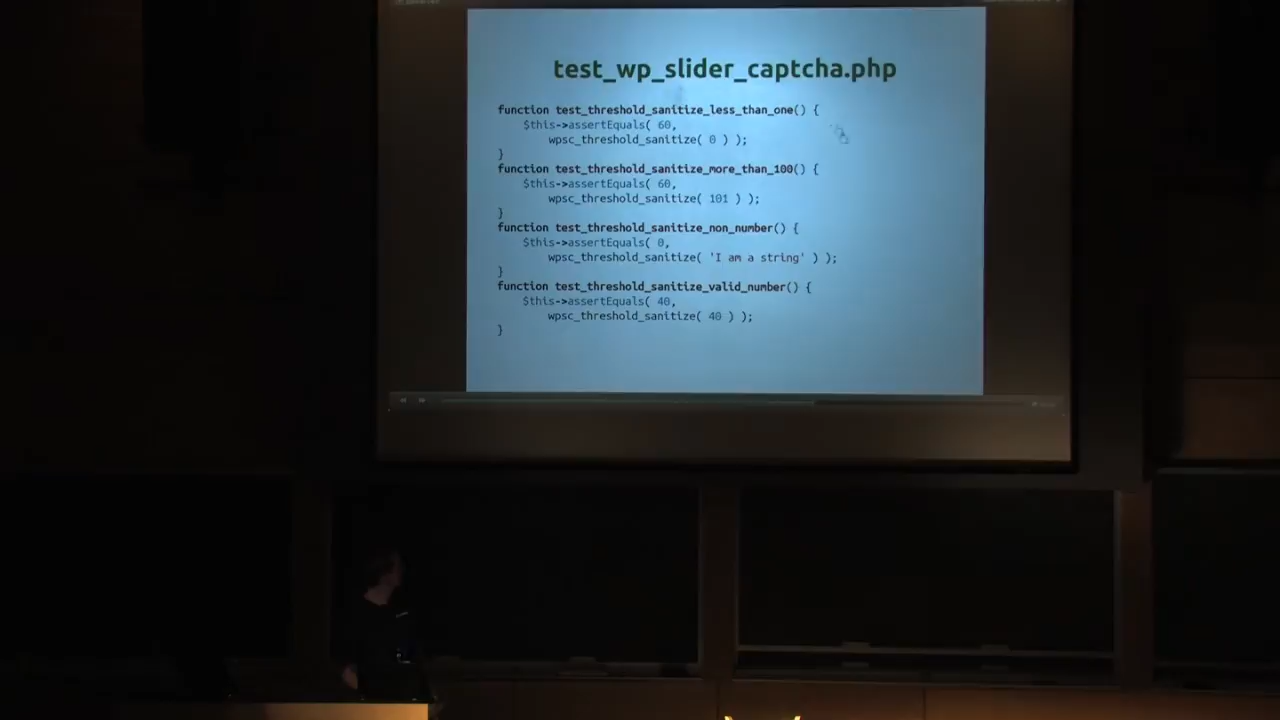 test_wp_slider_captcha.php
function test_threshold_sanitize_less_than_one() {
$this->assertEquals( 60,
wpsc_threshold_sanitize( 0 ) );
}
function test_threshold_sanitize_more_than_100() {
$this->assertEquals( 60,
wpsc_threshold_sanitize( 101 ) );
}
function test_threshold_sanitize_non_number() {
$this->assertEquals( 0,
wpsc_threshold_sanitize( 'I am a string' ) );
}
function test_threshold_sanitize_valid_number() {
$this->assertEquals( 40,
wpsc_threshold_sanitize( 40 ) );
}